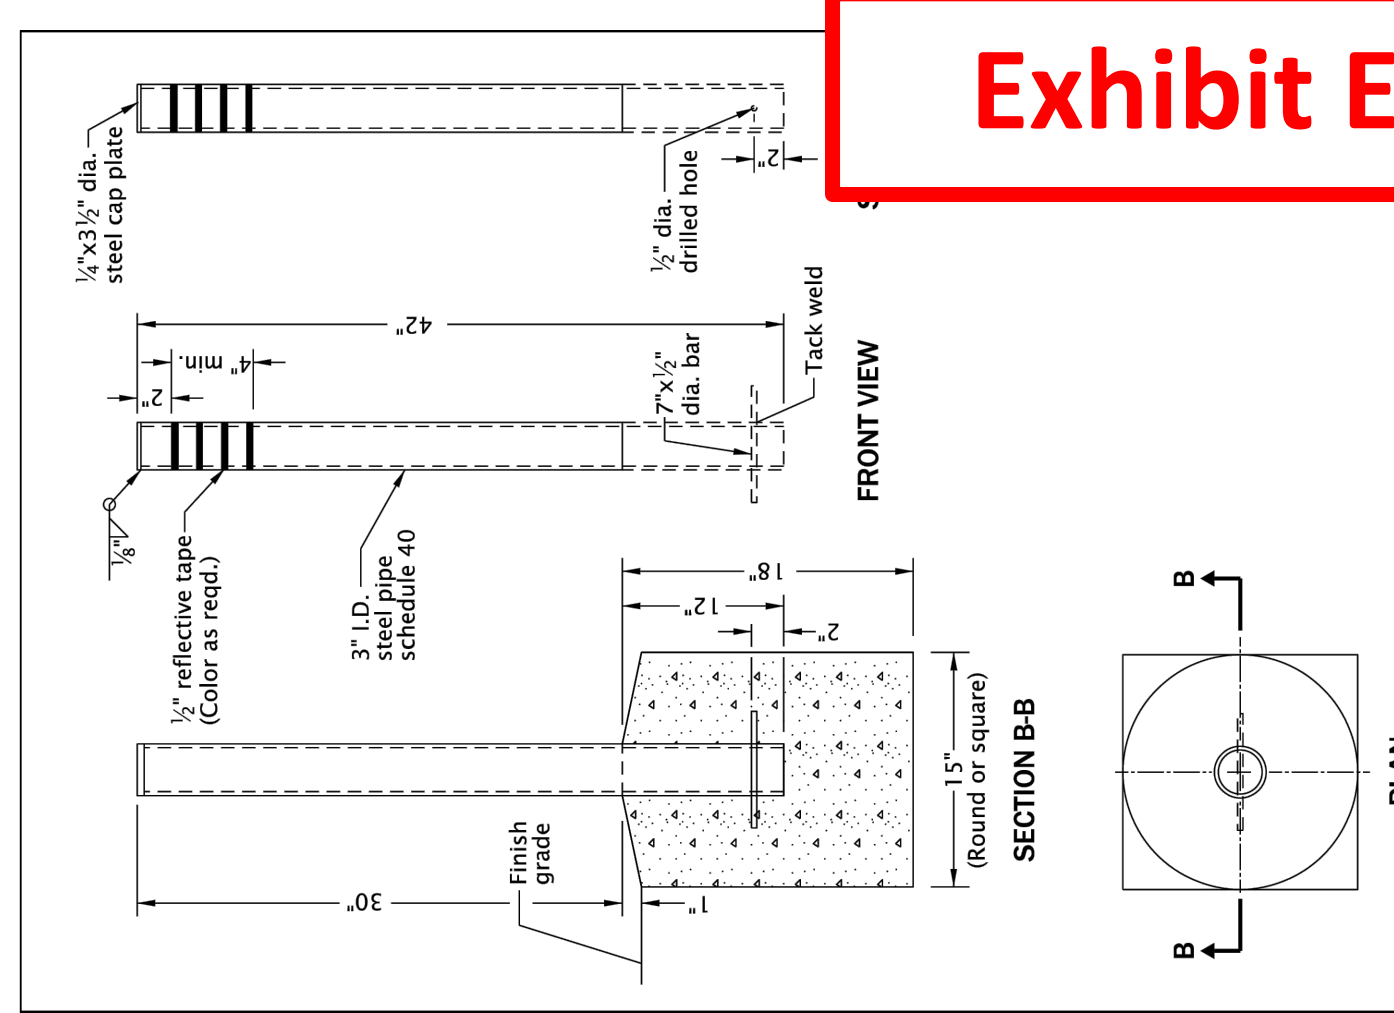 Exhibit E
¼"x3½" dia.
steel cap plate
½" dia.
drilled hole
2"
42"
4" min.
2"
7"x½"
dia. bar
Tack weld
FRONT VIEW
⅛"
½" reflective tape
(Color as reqd.)
3" I.D.
steel pipe
schedule 40
18"
12"
2"
15"
(Round or square)
SECTION B-B
Finish
grade
30"
1"
B
B